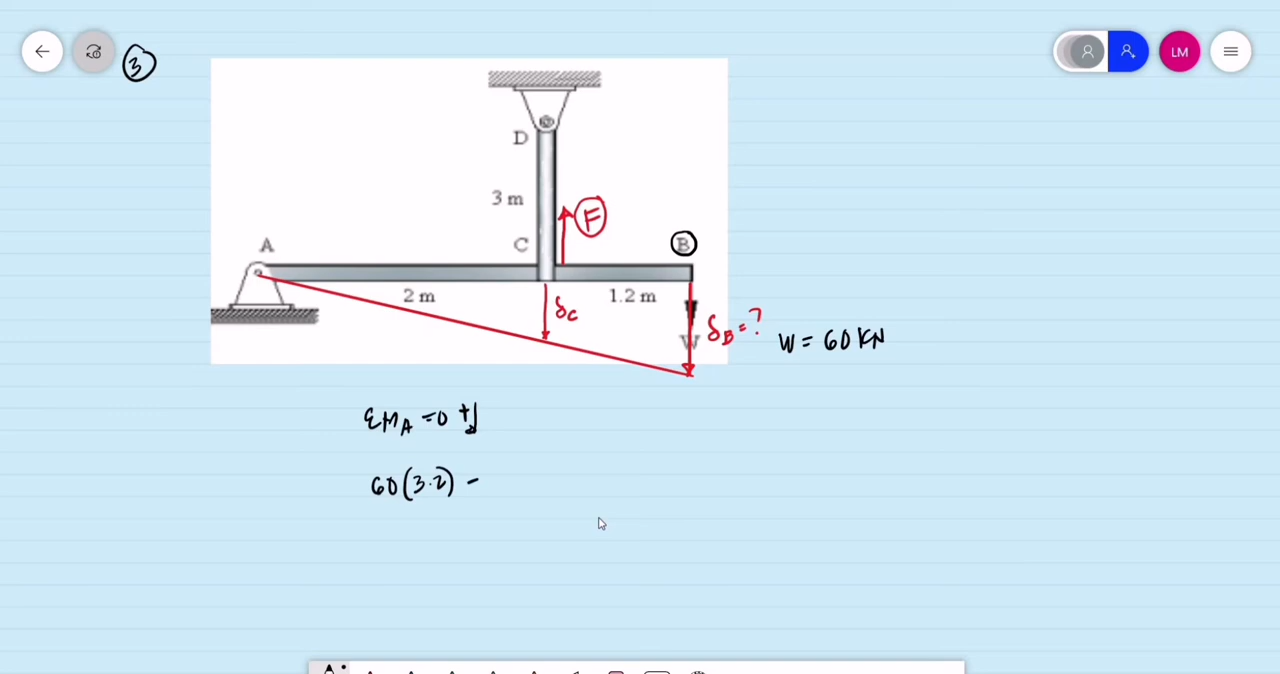 ③
LM
D
3 m
F
A
C
B
2 m
1.2 m
δc
δB = ?
W
W = 60 KN
ΣMA = 0 +
60(3.2) -